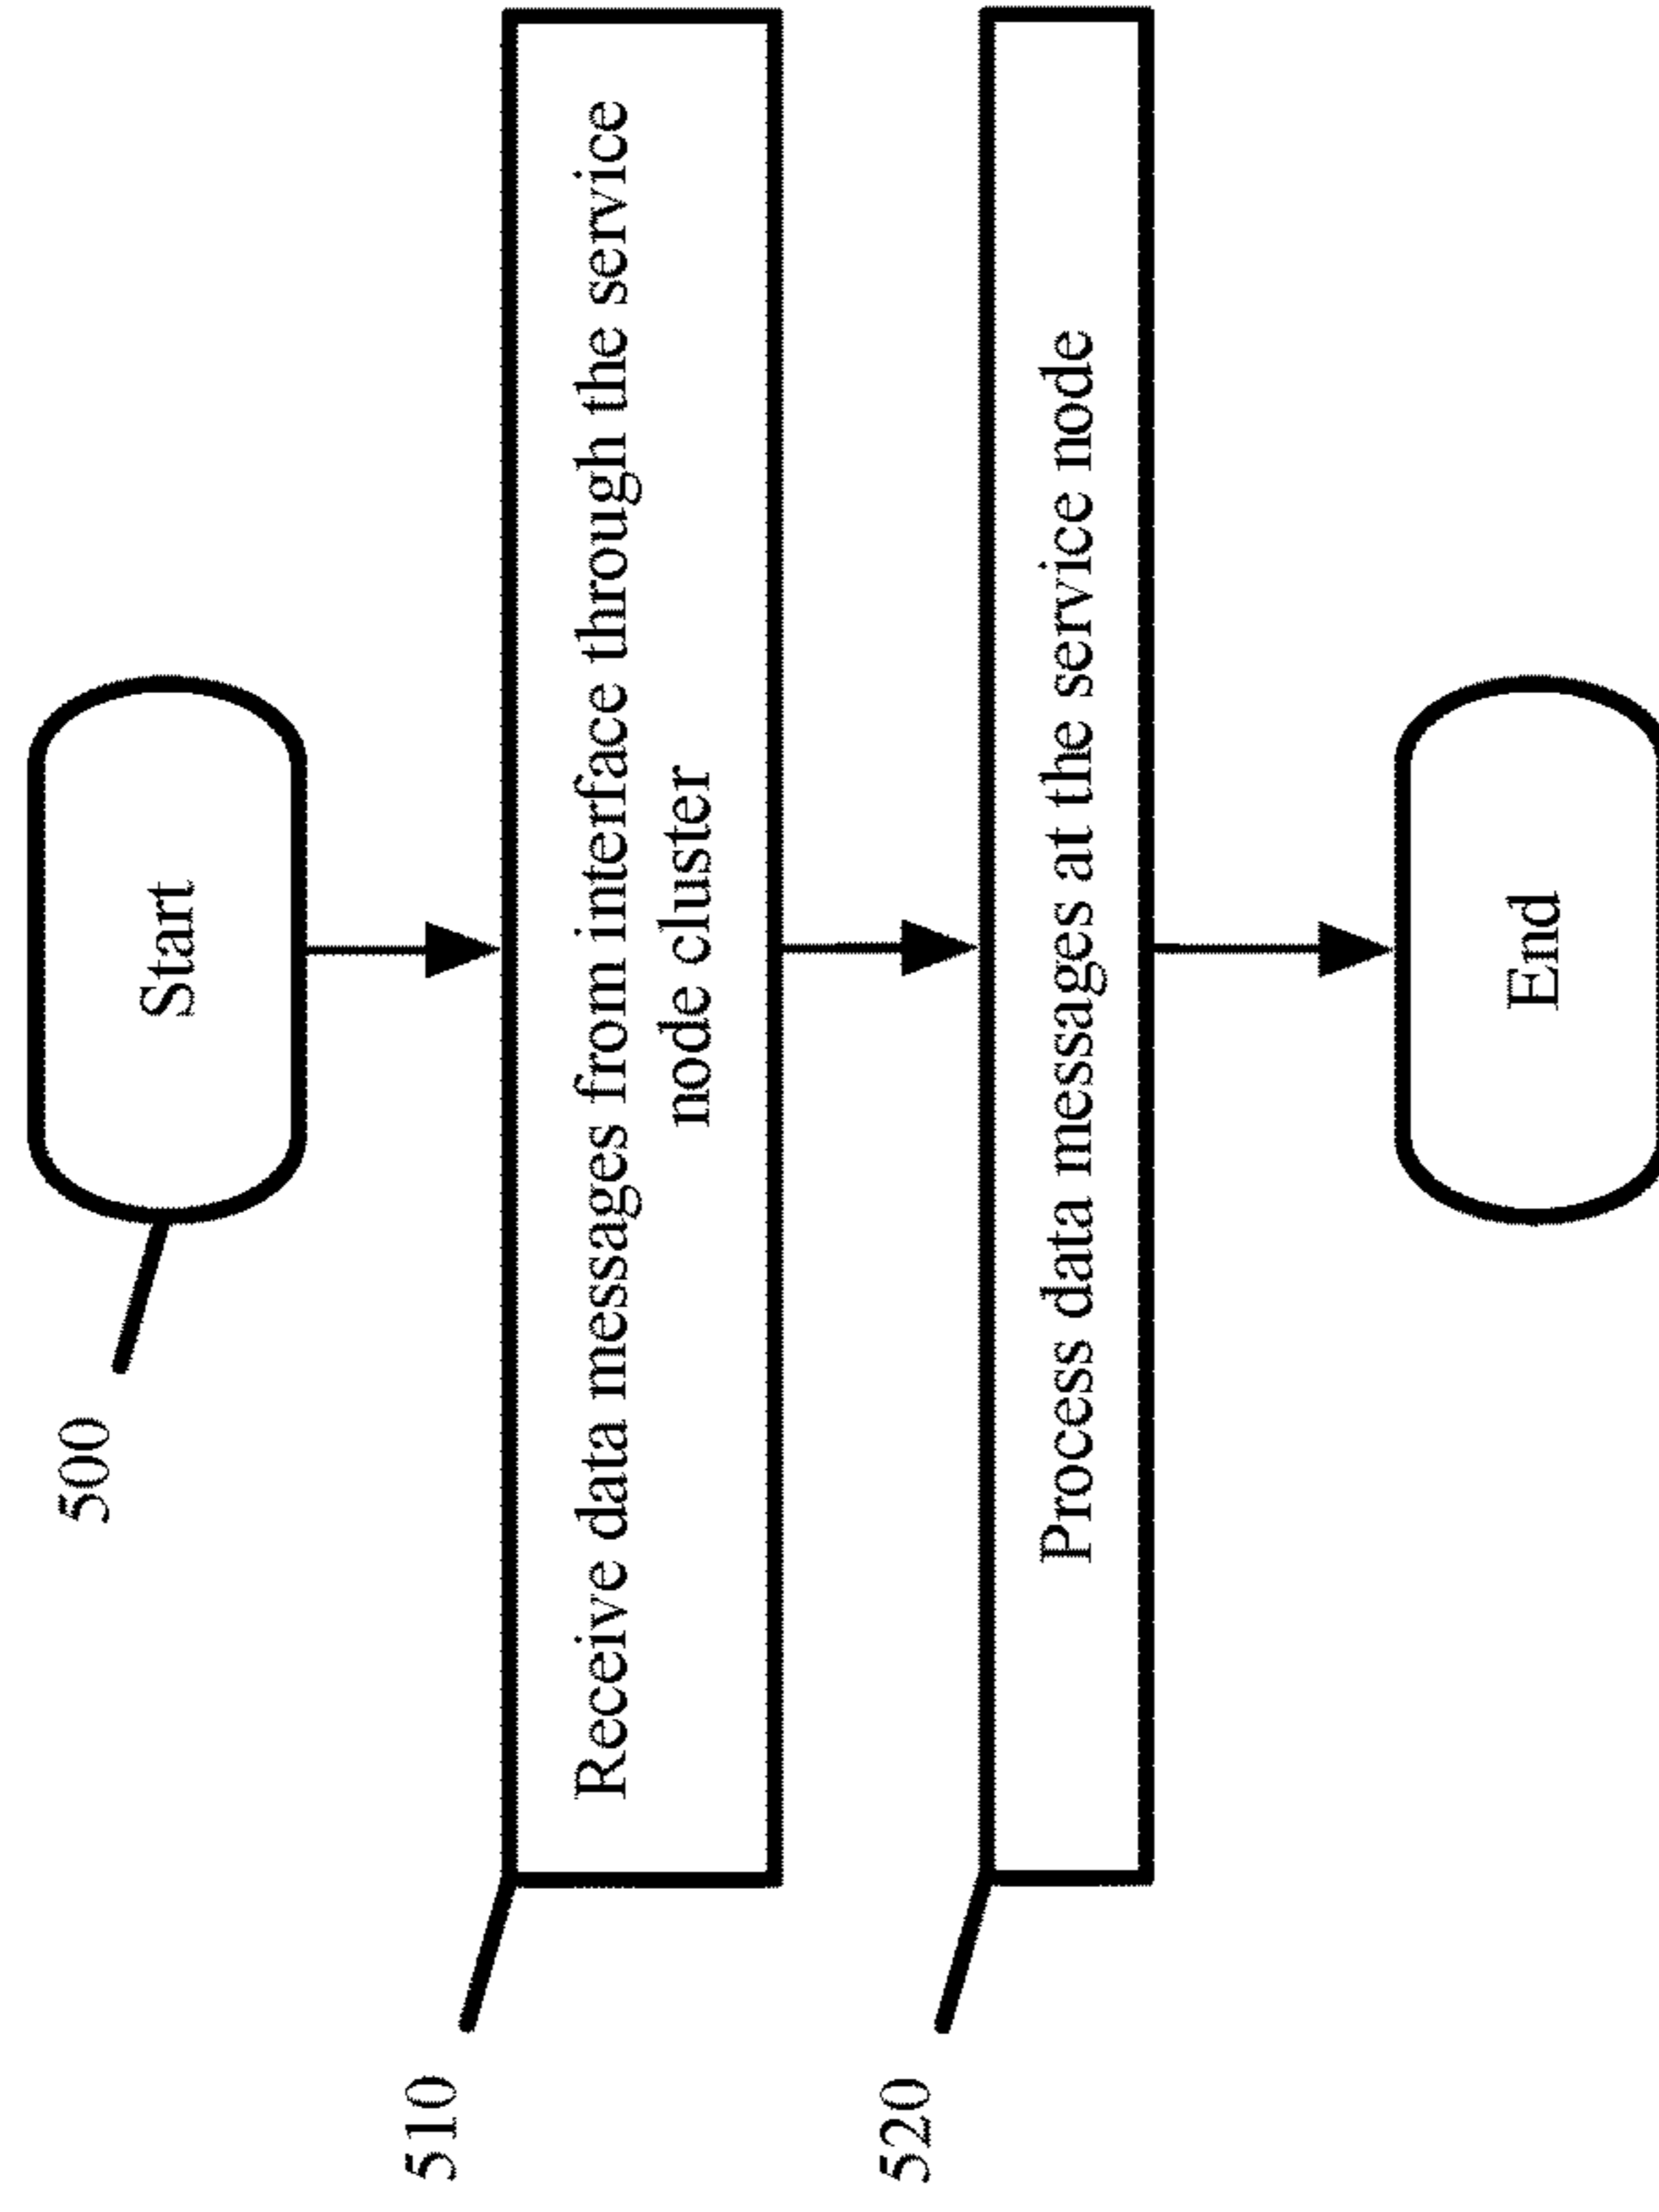 500
Start
510
Receive data messages from interface through the service
node cluster
520
Process data messages at the service node
End